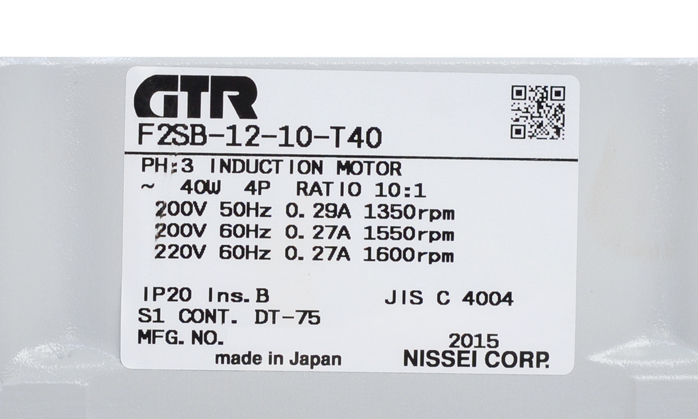 GTR
F2SB-12-10-T40
PH:3 INDUCTION MOTOR
~ 40W 4P RATIO 10:1
200V 50Hz 0.29A 1350rpm
200V 60Hz 0.27A 1550rpm
220V 60Hz 0.27A 1600rpm
IP20 Ins.B JIS C 4004
S1 CONT. DT-75
MFG.NO. 2015
made in Japan NISSEI CORP.